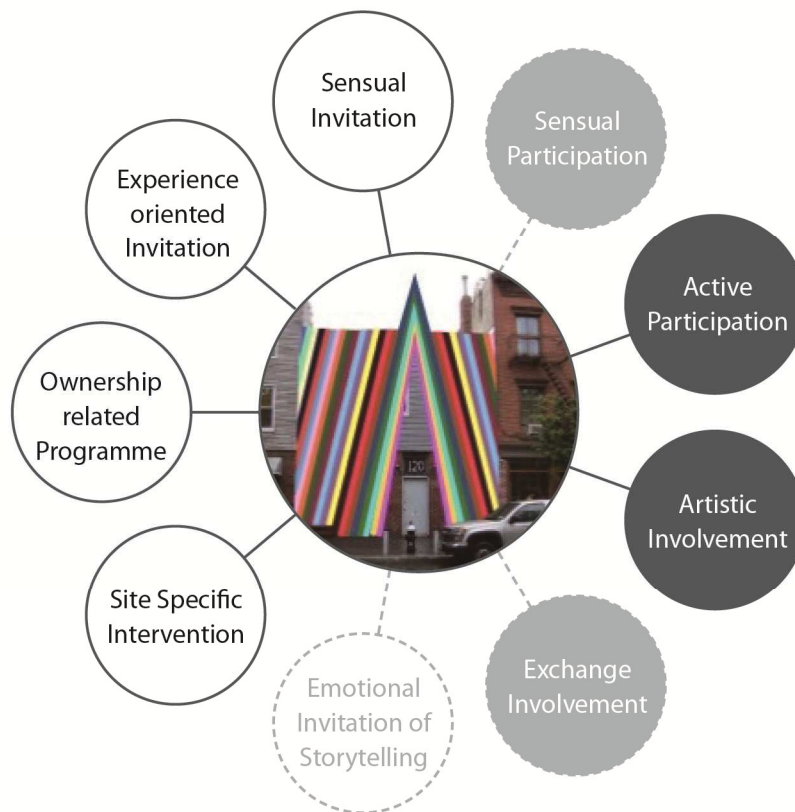 Sensual
Invitation
Sensual
Participation
Experience
oriented
Invitation
Active
Participation
Ownership
related
Programme
120
Artistic
Involvement
Site Specific
Intervention
Emotional
Invitation of
Storytelling
Exchange
Involvement